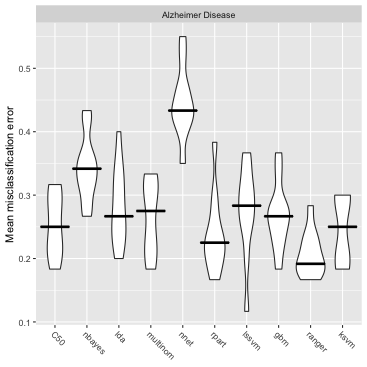 Alzheimer Disease
Mean misclassification error
0.5
0.4
0.3
0.2
0.1
C50
nbayes
lda
multinom
nnet
rpart
lssvm
gbm
ranger
ksvm